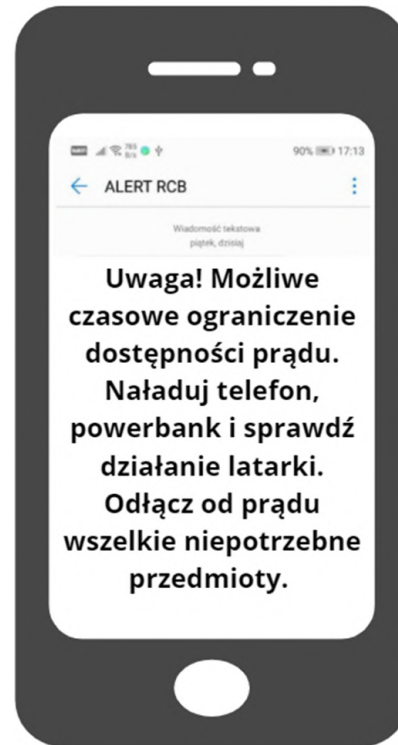 90% 17:13
ALERT RCB
Wiadomość tekstowa
piątek, dzisiaj
Uwaga! Możliwe
czasowe ograniczenie
dostępności prądu.
Naładuj telefon,
powerbank i sprawdź
działanie latarki.
Odłącz od prądu
wszelkie niepotrzebne
przedmioty.